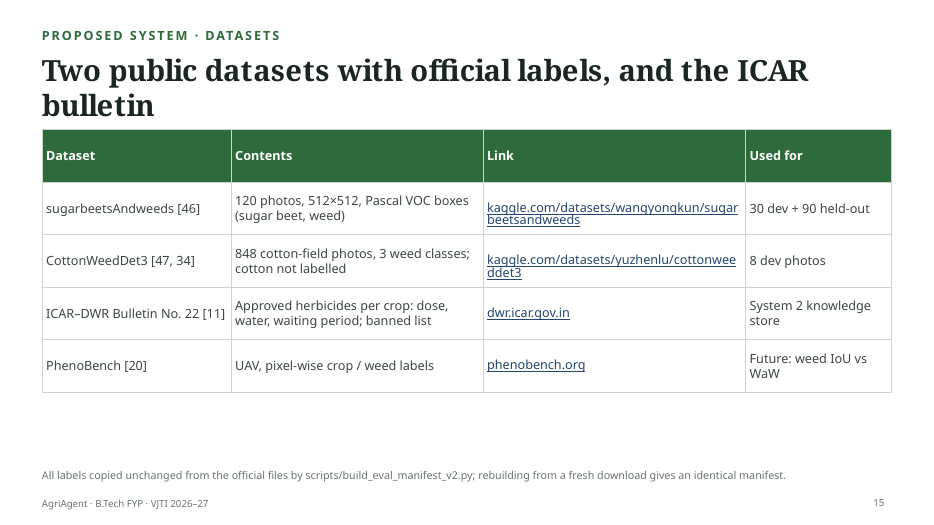 PROPOSED SYSTEM · DATASETS
Two public datasets with official labels, and the ICAR
bulletin
Dataset
Contents
Link
Used for
sugarbeetsAndweeds [46]
120 photos, 512×512, Pascal VOC boxes
(sugar beet, weed)
kaggle.com/datasets/wangyongkun/sugar
beetsandweeds
30 dev + 90 held-out
CottonWeedDet3 [47, 34]
848 cotton-field photos, 3 weed classes;
cotton not labelled
kaggle.com/datasets/yuzhenlu/cottonwee
ddet3
8 dev photos
ICAR–DWR Bulletin No. 22 [11]
Approved herbicides per crop: dose,
water, waiting period; banned list
dwr.icar.gov.in
System 2 knowledge
store
PhenoBench [20]
UAV, pixel-wise crop / weed labels
phenobench.org
Future: weed IoU vs
WaW
All labels copied unchanged from the official files by scripts/build_eval_manifest_v2.py; rebuilding from a fresh download gives an identical manifest.
AgriAgent · B.Tech FYP · VJTI 2026–27
15